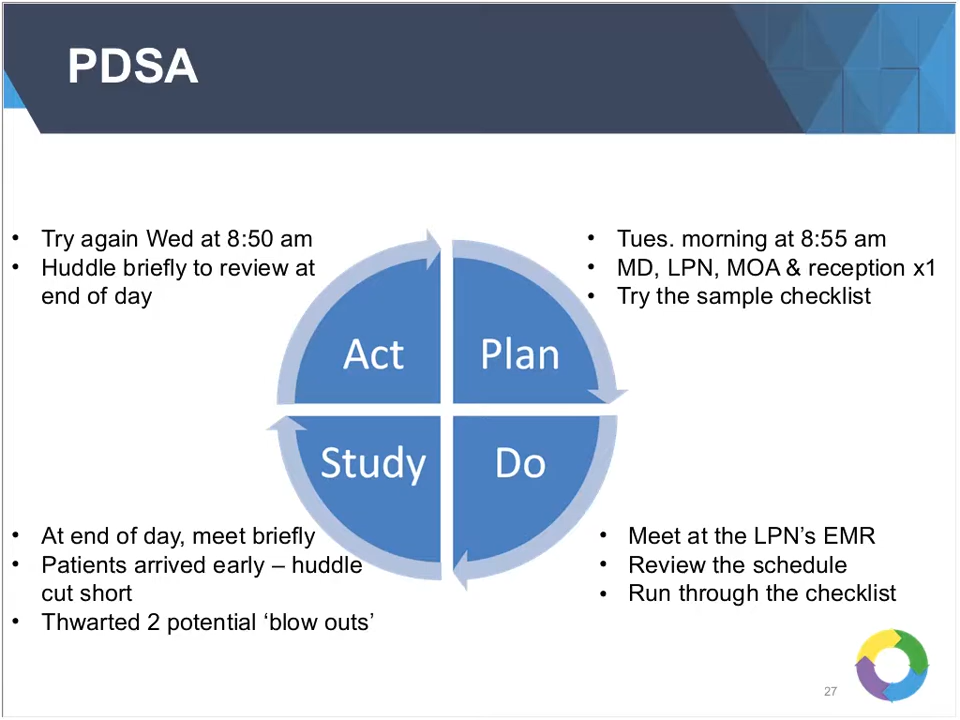 PDSA
• Try again Wed at 8:50 am
• Huddle briefly to review at
end of day
• Tues. morning at 8:55 am
• MD, LPN, MOA & reception x1
• Try the sample checklist
Act
Plan
Study
Do
• At end of day, meet briefly
• Patients arrived early – huddle
cut short
• Thwarted 2 potential ‘blow outs’
• Meet at the LPN’s EMR
• Review the schedule
• Run through the checklist
27